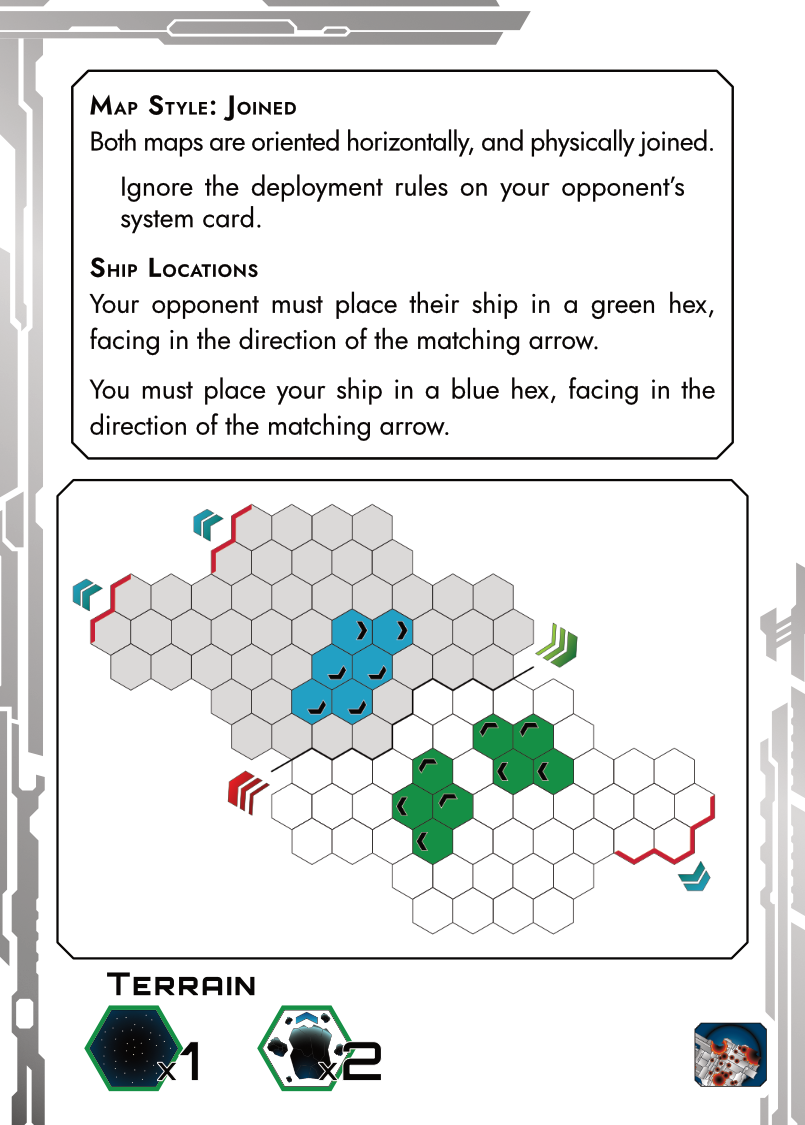 Map Style: Joined
Both maps are oriented horizontally, and physically joined.
Ignore the deployment rules on your opponent's
system card.
Ship Locations
Your opponent must place their ship in a green hex,
facing in the direction of the matching arrow.
You must place your ship in a blue hex, facing in the
direction of the matching arrow.
Terrain
x1
x2